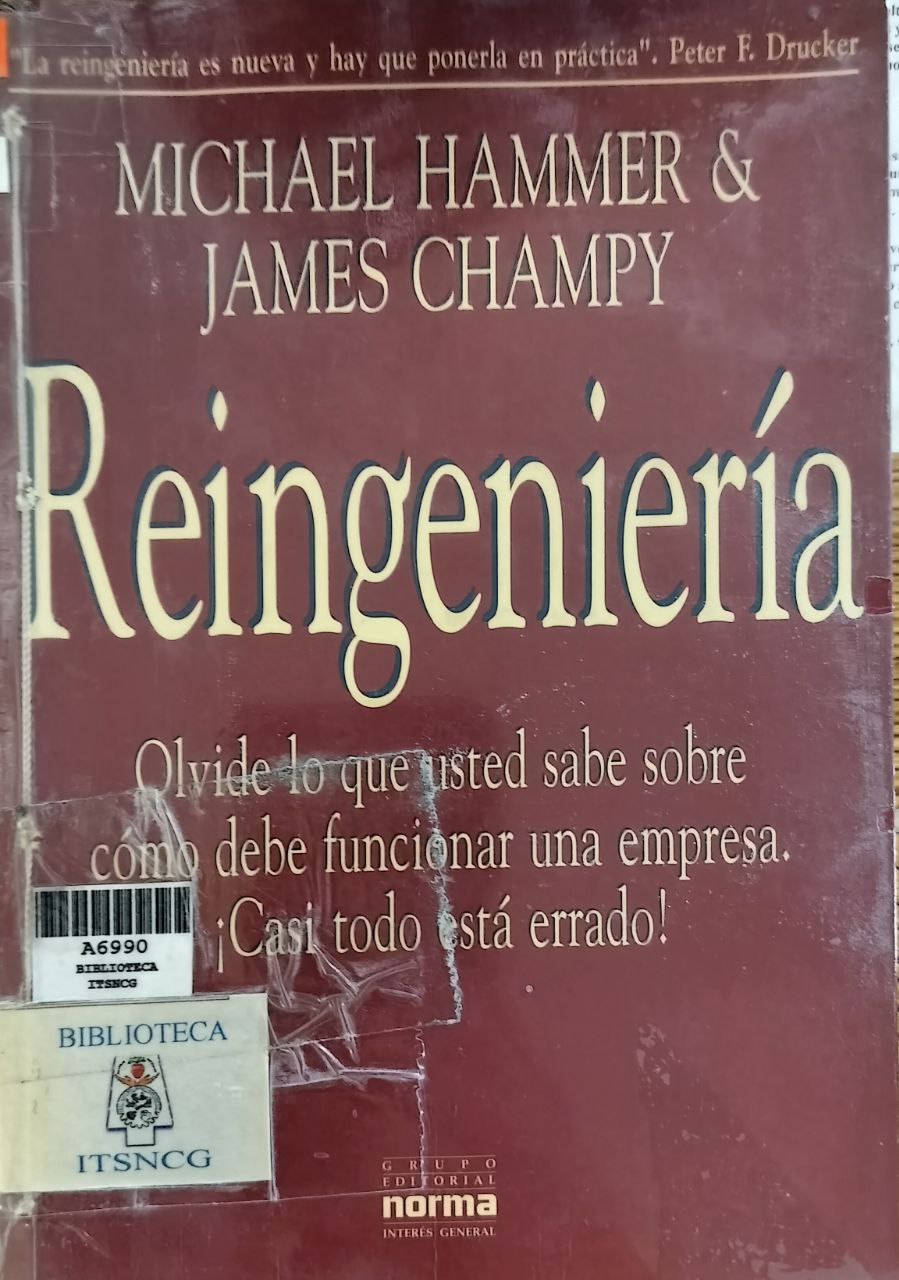 "La reingeniería es nueva y hay que ponerla en práctica". Peter F. Drucker
MICHAEL HAMMER &
JAMES CHAMPY
Reingeniería
Olvide lo que usted sabe sobre
cómo debe funcionar una empresa.
¡Casi todo está errado!
A6990
BIBLIOTECA
ITSNCG
BIBLIOTECA
ITSNCG
GRUPO
EDITORIAL
norma
INTERÉS GENERAL